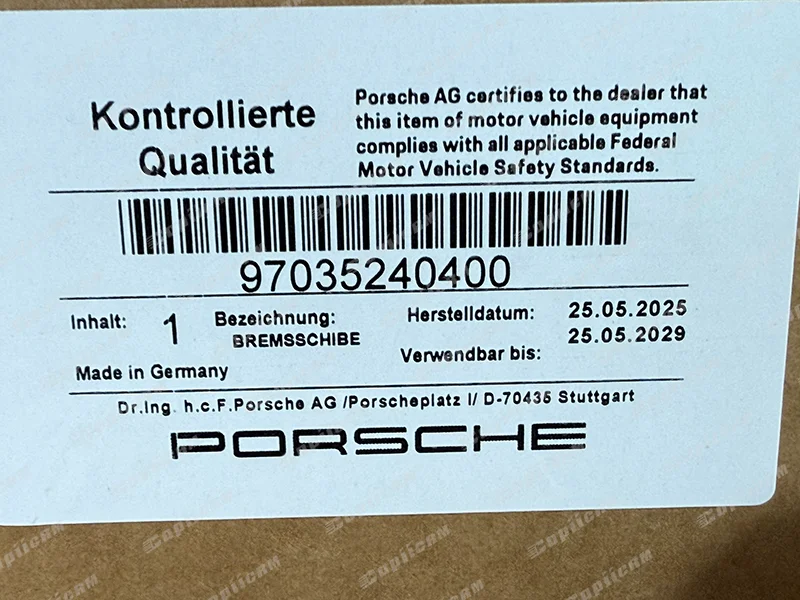 Kontrollierte
Qualität
Porsche AG certifies to the dealer that
this item of motor vehicle equipment
complies with all applicable Federal
Motor Vehicle Safety Standards.
97035240400
Inhalt: 1
Bezeichnung:
BREMSSCHIBE
Herstelldatum: 25.05.2025
Verwendbar bis: 25.05.2029
Made in Germany
Dr.Ing. h.c.F.Porsche AG /Porscheplatz I/ D-70435 Stuttgart
PORSCHE
CapliCAM